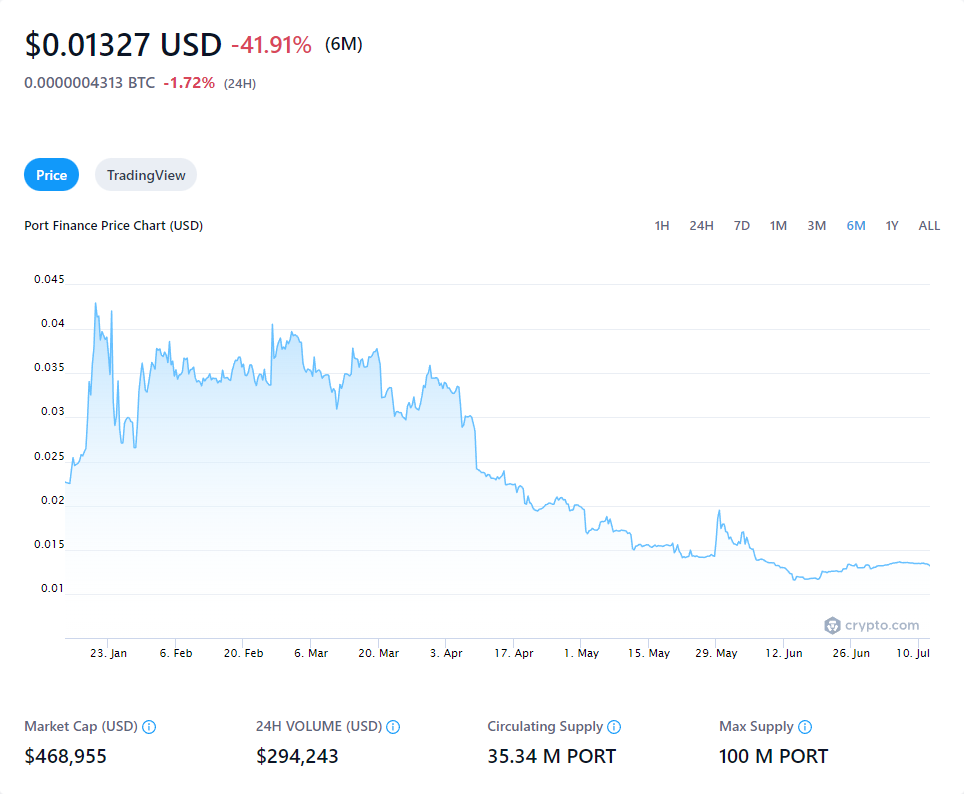 $0.01327 USD -41.91% (6M)
0.0000004313 BTC -1.72% (24H)
Price TradingView
Port Finance Price Chart (USD) 1H 24H 7D 1M 3M 6M 1Y ALL
0.045
0.04
0.035
0.03
0.025
0.02
0.015
0.01
crypto.com
23. Jan 6. Feb 20. Feb 6. Mar 20. Mar 3. Apr 17. Apr 1. May 15. May 29. May 12. Jun 26. Jun 10. Jul
Market Cap (USD) 24H VOLUME (USD) Circulating Supply Max Supply
$468,955 $294,243 35.34 M PORT 100 M PORT